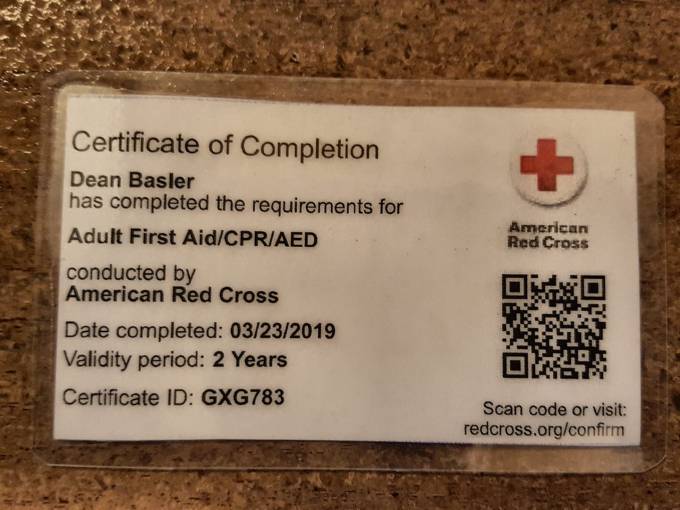 Certificate of Completion
Dean Basler
has completed the requirements for
Adult First Aid/CPR/AED
conducted by
American Red Cross
Date completed: 03/23/2019
Validity period: 2 Years
Certificate ID: GXG783
American
Red Cross
Scan code or visit:
redcross.org/confirm